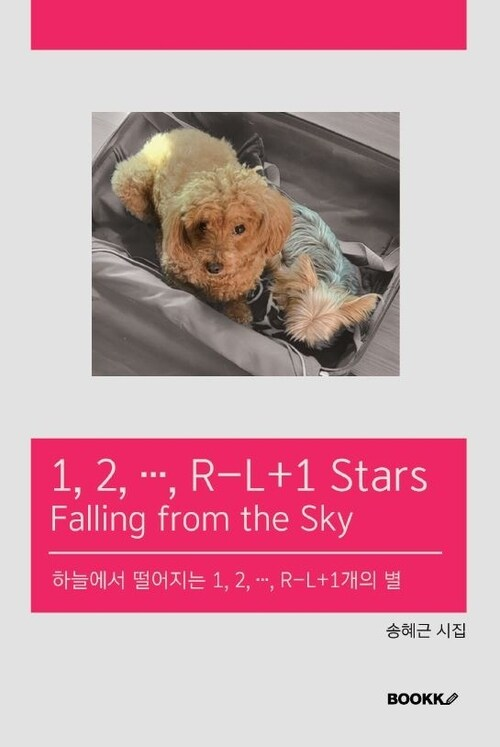 1, 2, ···, R-L+1 Stars
Falling from the Sky
하늘에서 떨어지는 1, 2, ···, R-L+1개의 별
송혜근 시집
BOOKK